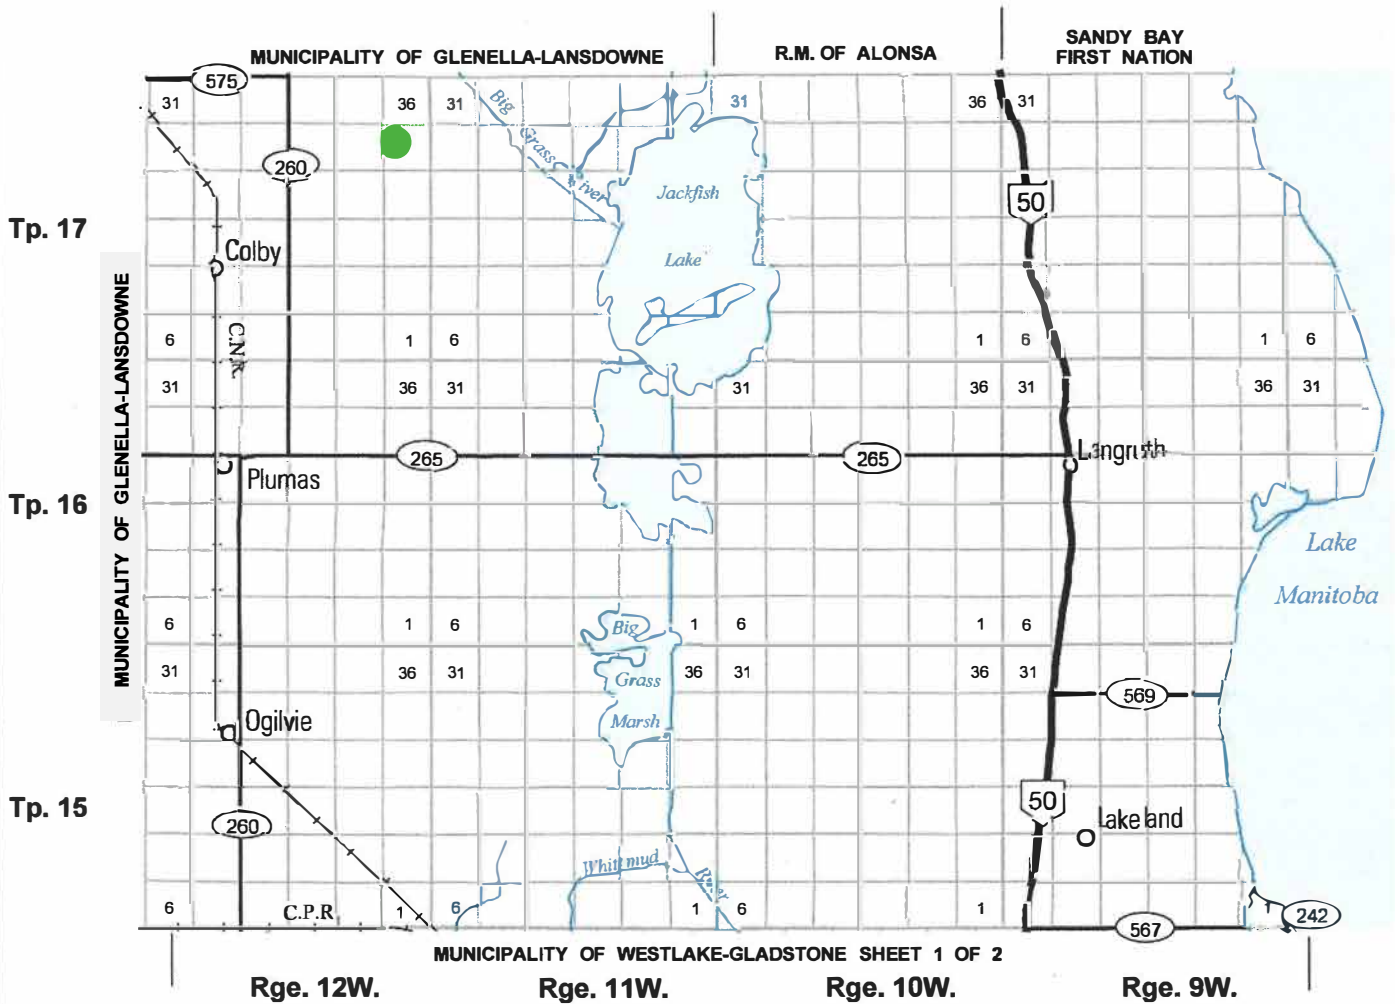 MUNICIPALITY OF GLENELLA-LANSDOWNE
R.M. OF ALONSA
SANDY BAY
FIRST NATION
575
31
36
31
Big
Grass
31
36
31
260
Jackfish
Lake
50
Tp. 17
Colby
MUNICIPALITY OF GLENELLA-LANSDOWNE
C.N.R.
6
1
6
1
6
1
6
31
36
31
31
36
31
36
31
265
265
Langruth
Plumas
Tp. 16
Lake
Manitoba
6
1
6
Big
1
6
1
6
31
36
31
Grass
36
31
36
31
569
Marsh
Ogilvie
Tp. 15
50
Lakeland
260
6
C.P.R
1
6
1
6
1
1
242
567
MUNICIPALITY OF WESTLAKE-GLADSTONE SHEET 1 OF 2
Rge. 12W.
Rge. 11W.
Rge. 10W.
Rge. 9W.